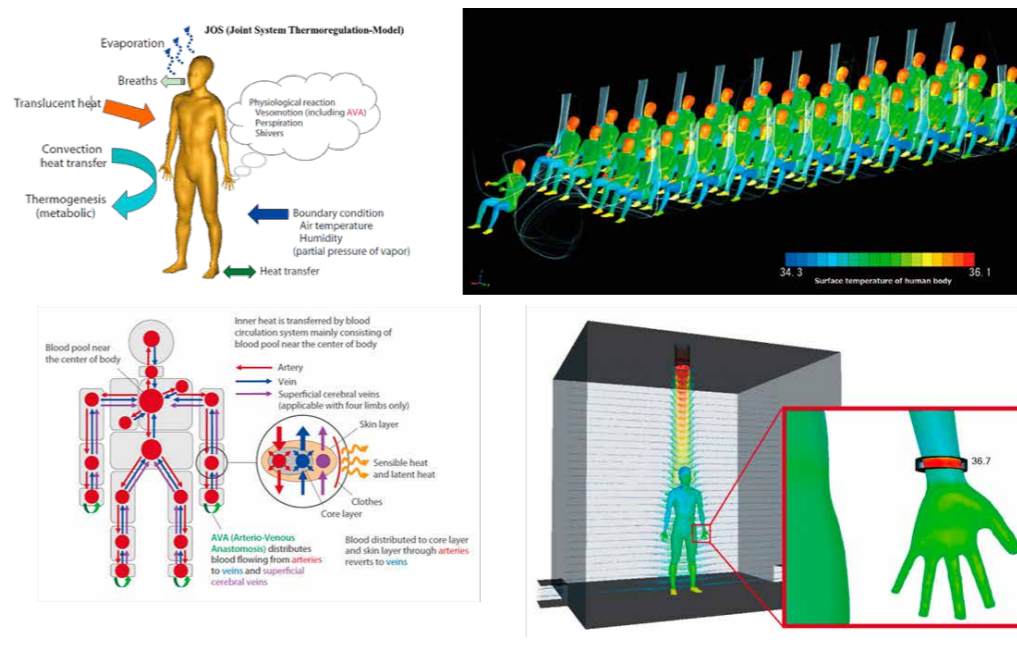 JOS (Joint System Thermoregulation-Model)
Evaporation
Breaths
Translucent heat
Convection
heat transfer
Thermogenesis
(metabolic)
Physiological reaction
Vesomotion (including AVA)
Perspiration
Shivers
Boundary condition
Air temperature
Humidity
(partial pressure of vapor)
Heat transfer
34.3
36.1
Surface temperature of human body
Inner heat is transferred by blood
circulation system mainly consisting of
blood pool near the center of body
Blood pool near
the center of body
Artery
Vein
Superficial cerebral veins
(applicable with four limbs only)
Skin layer
Sensible heat
and latent heat
Clothes
Core layer
AVA (Arterio-Venous
Anastomosis) distributes
blood flowing from arteries
to veins and superficial
cerebral veins
Blood distributed to core layer
and skin layer through arteries
reverts to veins
36.7